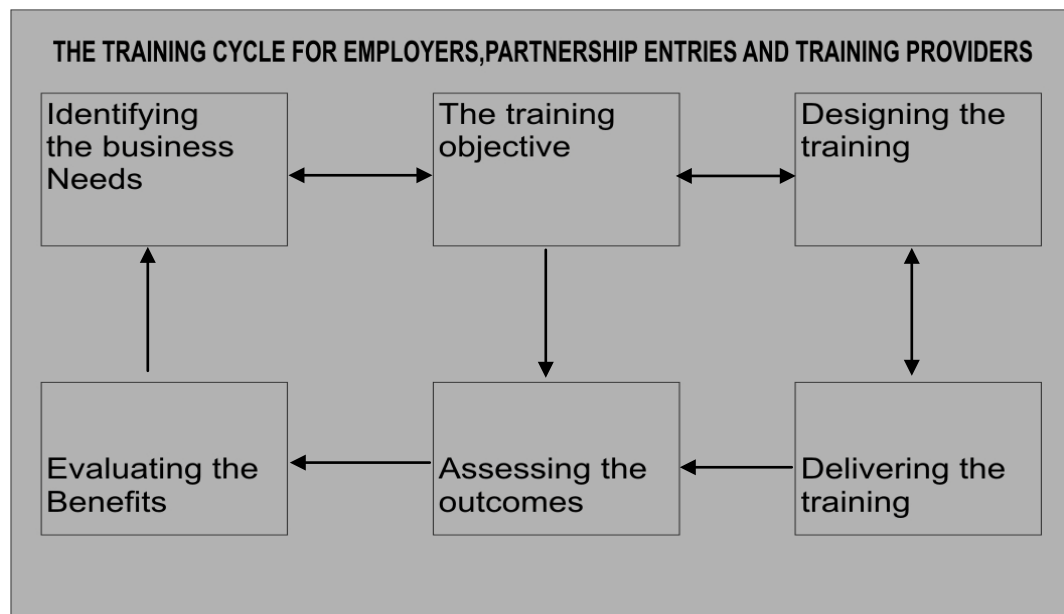 THE TRAINING CYCLE FOR EMPLOYERS,PARTNERSHIP ENTRIES AND TRAINING PROVIDERS
Identifying
the business
Needs
The training
objective
Designing the
training
Evaluating the
Benefits
Assessing the
outcomes
Delivering the
training